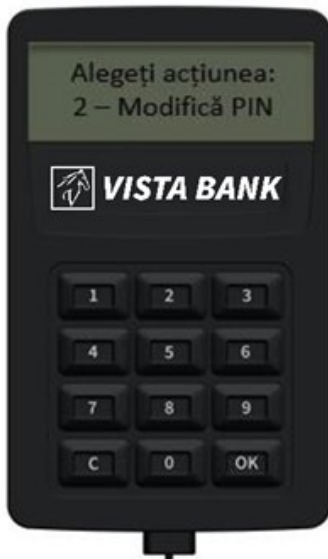 Alegeți acțiunea:
2 – Modifică PIN
VISTA BANK
1 2 3
4 5 6
7 8 9
C 0 OK